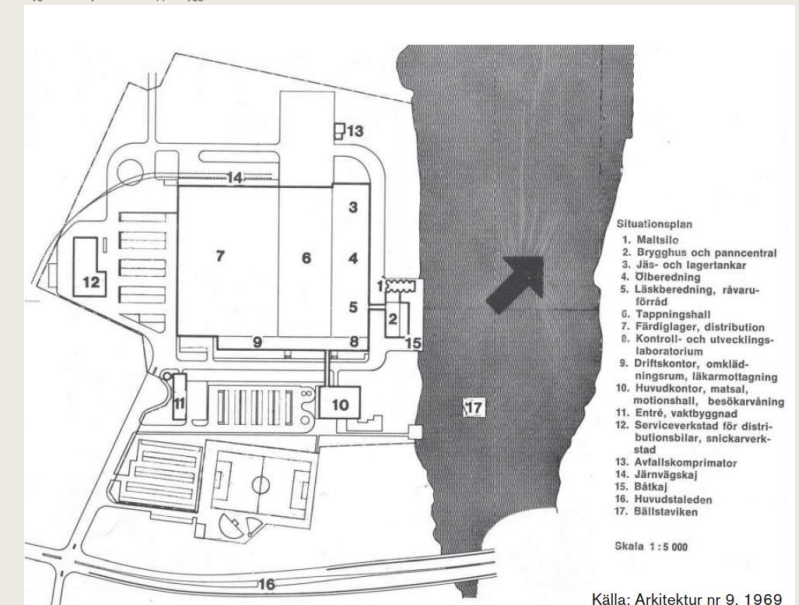 13
14
3
7
6
4
12
1
5
2
9
8
15
11
10
17
16
Situationsplan
1. Maltsilo
2. Brygghus och panncentral
3. Jäs- och lagertankar
4. Ölberedning
5. Läskberedning, råvaru-
förråd
6. Tappningshall
7. Färdiglager, distribution
8. Kontroll- och utvecklings-
laboratorium
9. Driftskontor, omkläd-
ningsrum, läkarmottagning
10. Huvudkontor, matsal,
motionshall, besökarvåning
11. Entré, vaktbyggnad
12. Serviceverkstad för distri-
butionsbilar, snickarverk-
stad
13. Avfallskomprimator
14. Järnvägskaj
15. Båtkaj
16. Huvudstaleden
17. Bällstaviken
Skala 1:5 000
Källa: Arkitektur nr 9, 1969